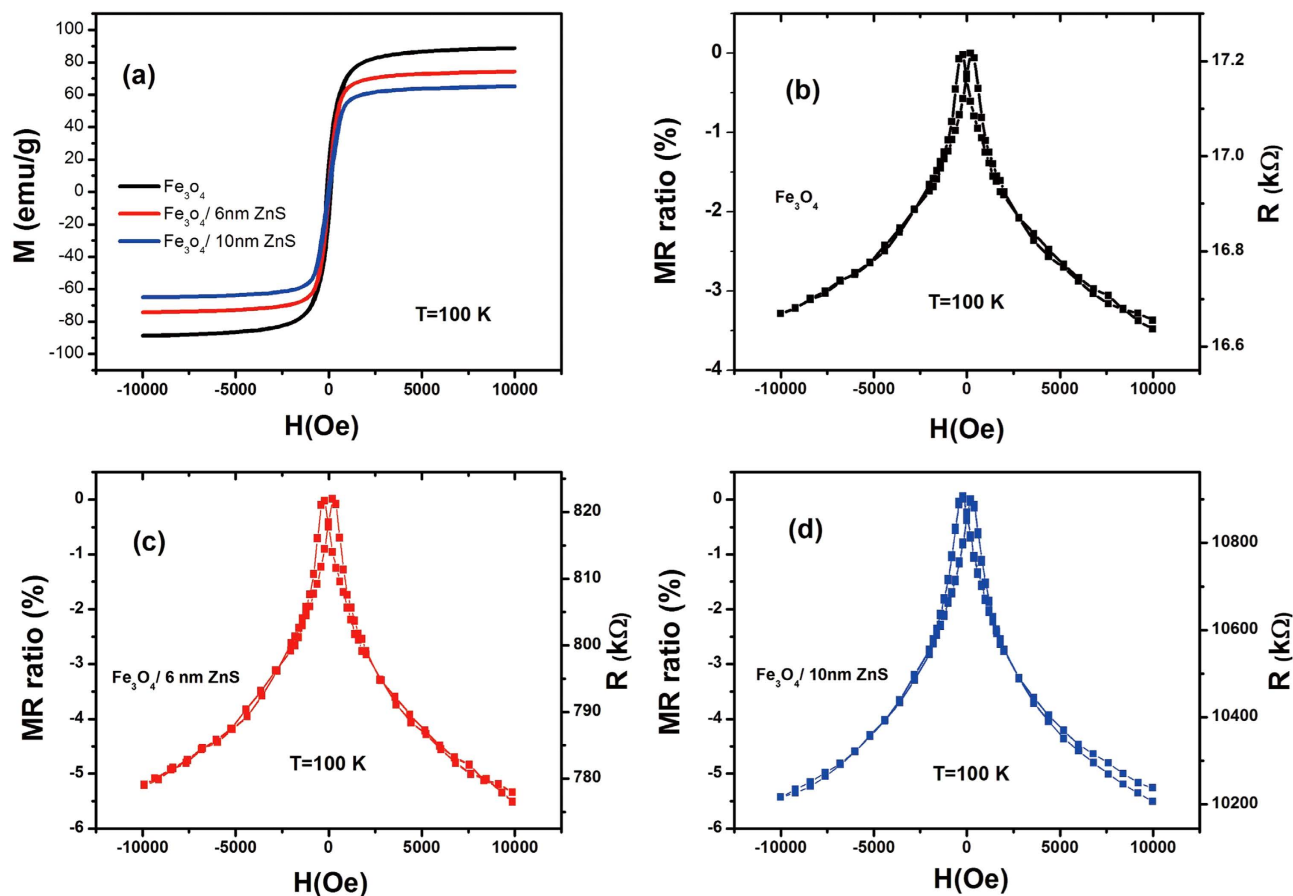 (a)
M (emu/g)
100
80
60
40
20
0
-20
-40
-60
-80
-100
Fe₃O₄
Fe₃O₄/ 6nm ZnS
Fe₃O₄/ 10nm ZnS
T=100 K
-10000 -5000 0 5000 10000
H(Oe)
(b)
MR ratio (%)
0
-1
-2
-3
-4
Fe₃O₄
T=100 K
17.2
17.0
16.8
16.6
R (kΩ)
-10000 -5000 0 5000 10000
H(Oe)
(c)
MR ratio (%)
0
-1
-2
-3
-4
-5
-6
Fe₃O₄/ 6 nm ZnS
T=100 K
820
810
800
790
780
R (kΩ)
-10000 -5000 0 5000 10000
H(Oe)
(d)
MR ratio (%)
0
-1
-2
-3
-4
-5
-6
Fe₃O₄/ 10nm ZnS
T=100 K
10800
10600
10400
10200
R (kΩ)
-10000 -5000 0 5000 10000
H(Oe)